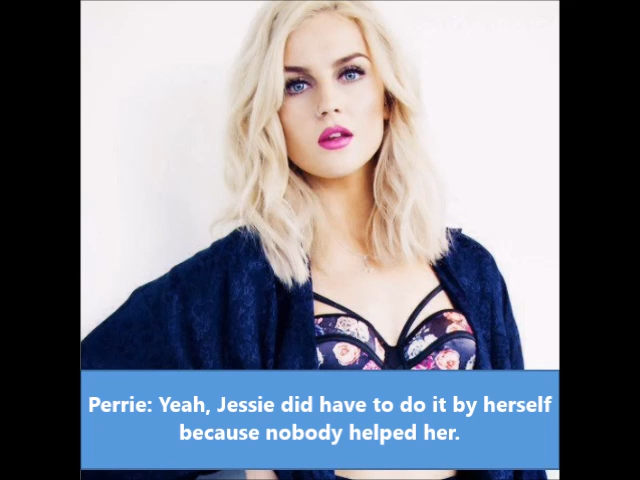 Perrie: Yeah, Jessie did have to do it by herself
because nobody helped her.